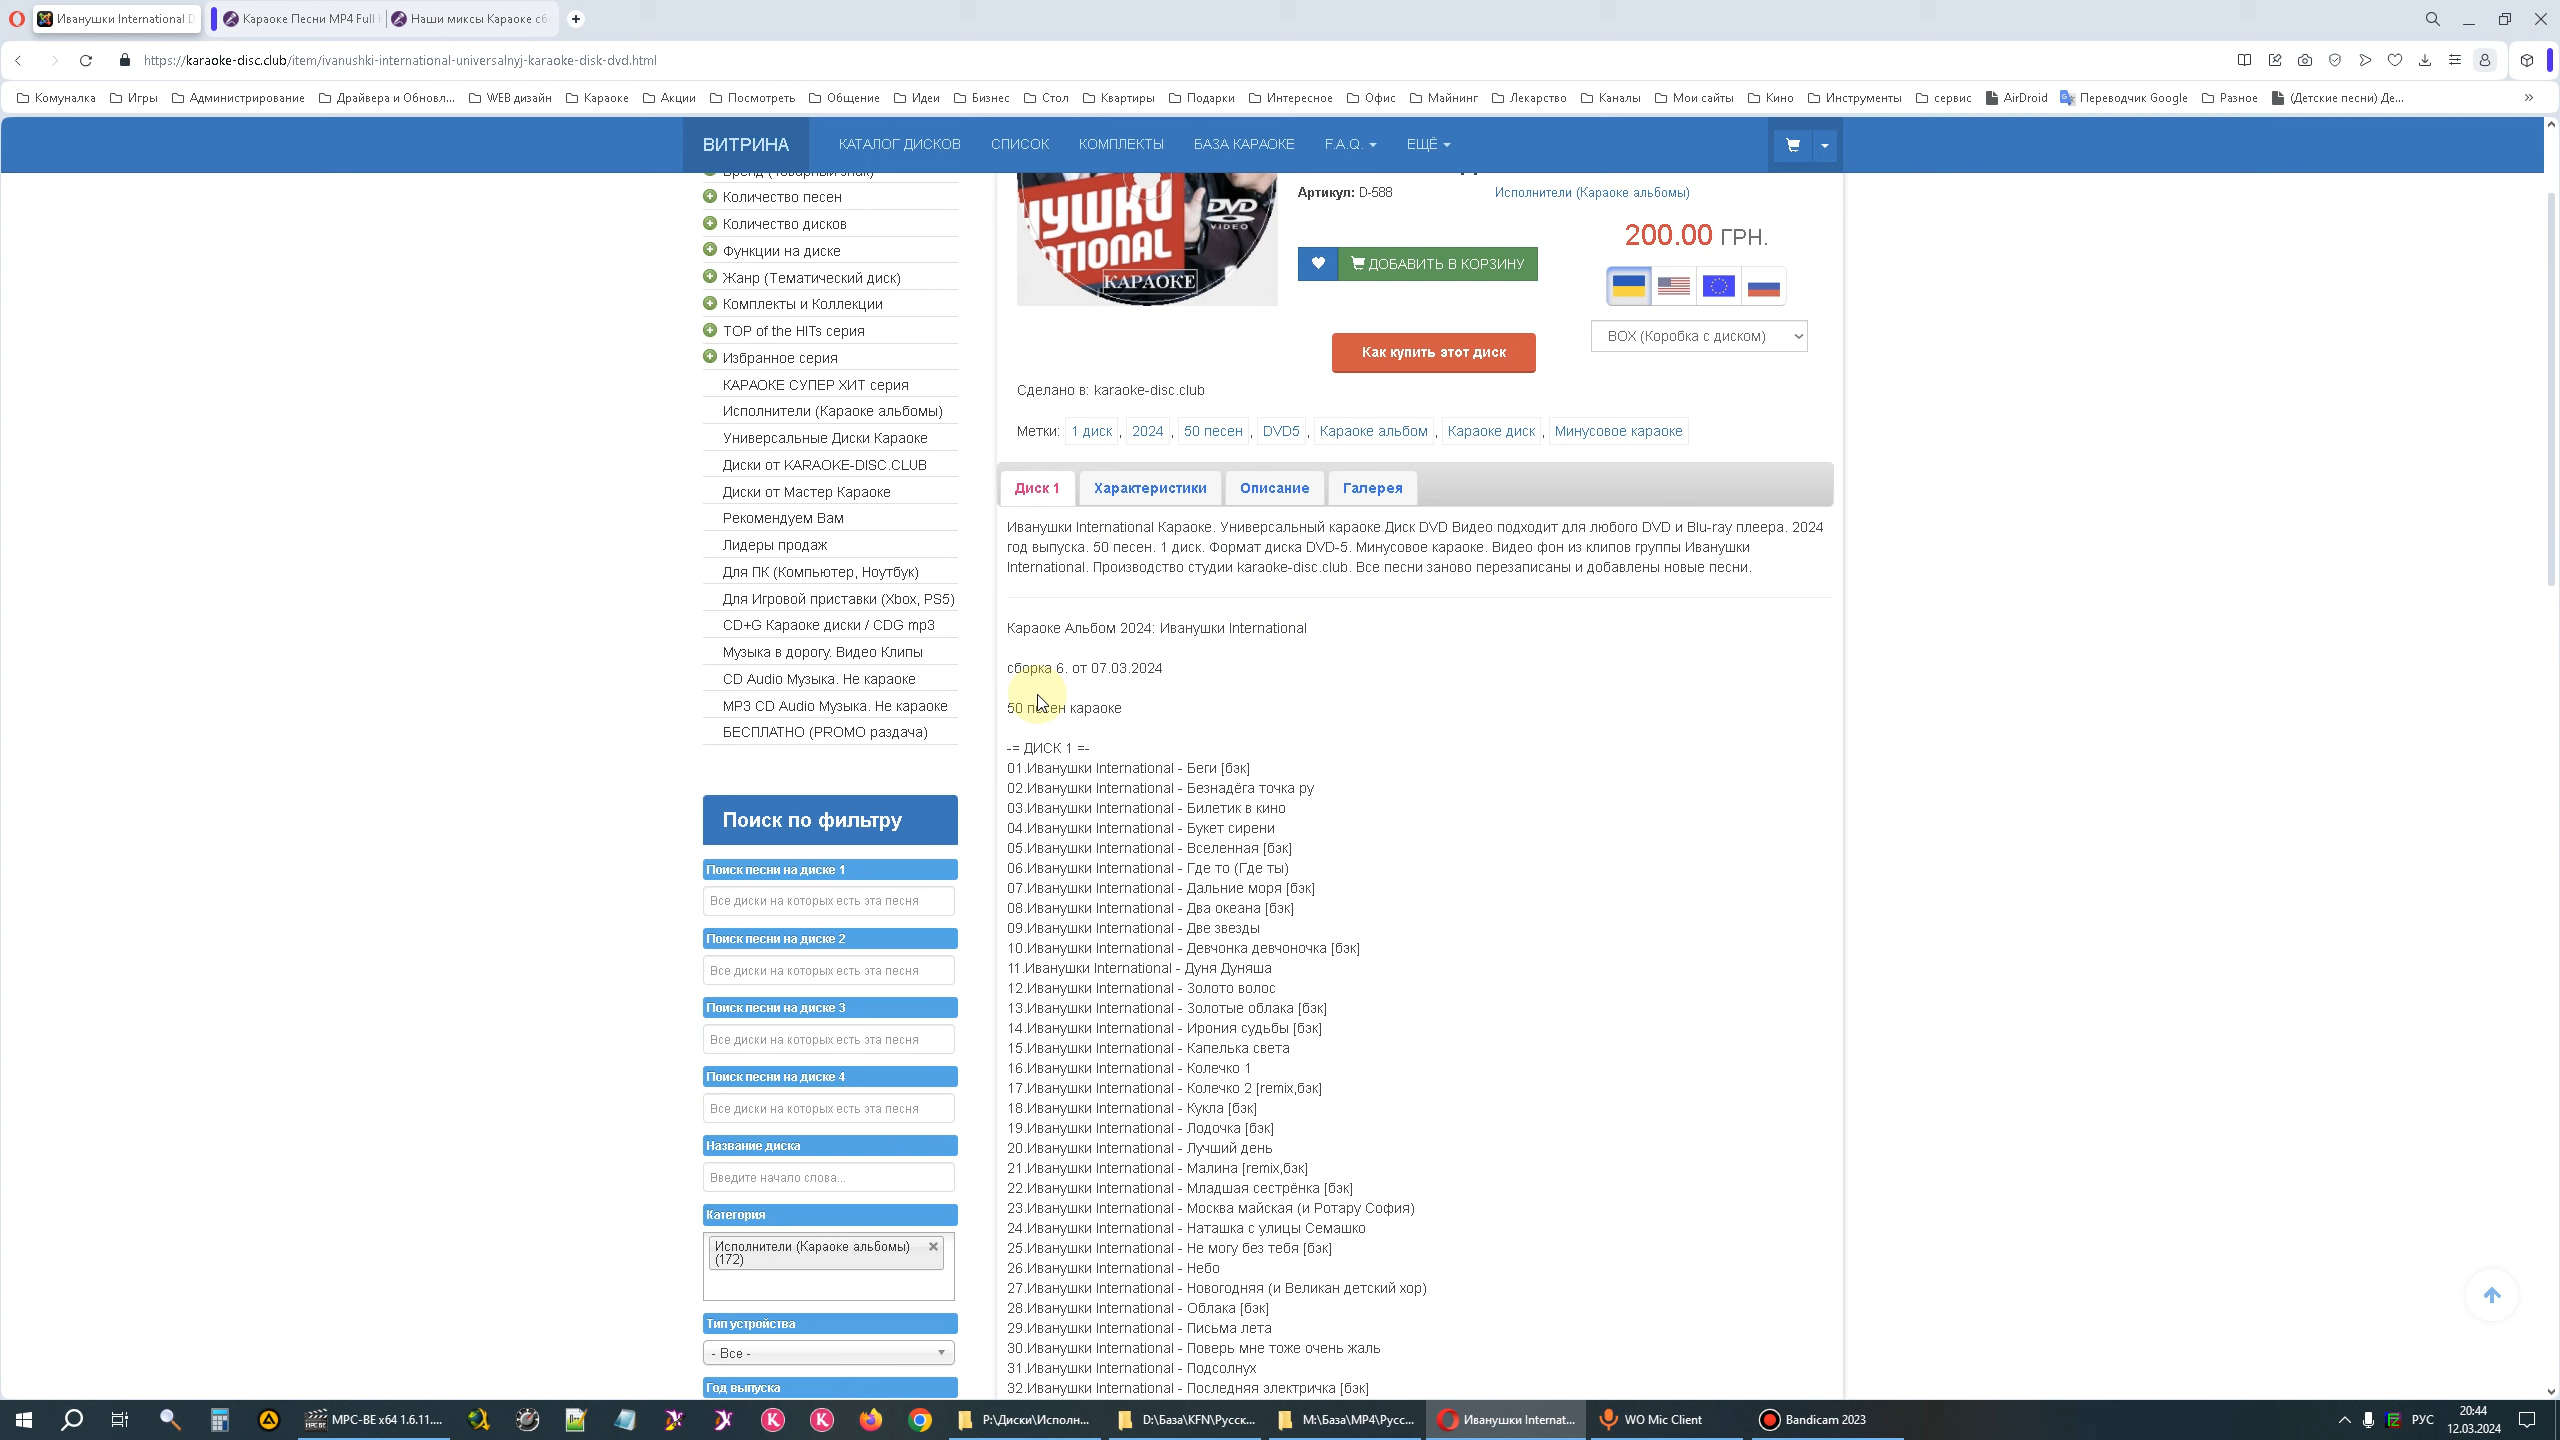 Иванушки International D
Караоке Песни MP4 Full H
Наши миксы Караоке сб
https://karaoke-disc.club/item/ivanushki-international-universalnyj-karaoke-disk-dvd.html
Комуналка Игры Администрирование Драйвера и Обновл... WEB дизайн Караоке Акции Посмотреть Общение Идеи Бизнес Стол Квартиры Подарки Интересное Офис Майнинг Лекарство Каналы Мои сайты Кино Инструменты сервис AirDroid Переводчик Google Разное (Детские песни) Де... »
ВИТРИНА КАТАЛОГ ДИСКОВ СПИСОК КОМПЛЕКТЫ БАЗА КАРАОКЕ F.A.Q. ЕЩЁ
Бренд (Товарный знак)
Количество песен
Количество дисков
Функции на диске
Жанр (Тематический диск)
Комплекты и Коллекции
TOP of the HITs серия
Избранное серия
КАРАОКЕ СУПЕР ХИТ серия
Исполнители (Караоке альбомы)
Универсальные Диски Караоке
Диски от KARAOKE-DISC.CLUB
Диски от Мастер Караоке
Рекомендуем Вам
Лидеры продаж
Для ПК (Компьютер, Ноутбук)
Для Игровой приставки (Xbox, PS5)
CD+G Караоке диски / CDG mp3
Музыка в дорогу. Видео Клипы
CD Audio Музыка. Не караоке
MP3 CD Audio Музыка. Не караоке
БЕСПЛАТНО (PROMO раздача)
Поиск по фильтру
Поиск песни на диске 1
Все диски на которых есть эта песня
Поиск песни на диске 2
Все диски на которых есть эта песня
Поиск песни на диске 3
Все диски на которых есть эта песня
Поиск песни на диске 4
Все диски на которых есть эта песня
Название диска
Введите начало слова...
Категория
Исполнители (Караоке альбомы)
(172)
Тип устройства
- Все -
Год выпуска
НУШКИ
ATIONAL
DVD
VIDEO
КАРАОКЕ
Артикул: D-588
Исполнители (Караоке альбомы)
200.00 ГРН.
ДОБАВИТЬ В КОРЗИНУ
BOX (Коробка с диском)
Как купить этот диск
Сделано в: karaoke-disc.club
Метки: 1 диск , 2024 , 50 песен , DVD5 , Караоке альбом , Караоке диск , Минусовое караоке
Диск 1 Характеристики Описание Галерея
Иванушки International Караоке. Универсальный караоке Диск DVD Видео подходит для любого DVD и Blu-ray плеера. 2024
год выпуска. 50 песен. 1 диск. Формат диска DVD-5. Минусовое караоке. Видео фон из клипов группы Иванушки
International. Производство студии karaoke-disc.club. Все песни заново перезаписаны и добавлены новые песни.
Караоке Альбом 2024: Иванушки International
сборка 6. от 07.03.2024
50 песен караоке
-= ДИСК 1 =-
01.Иванушки International - Беги [бэк]
02.Иванушки International - Безнадёга точка ру
03.Иванушки International - Билетик в кино
04.Иванушки International - Букет сирени
05.Иванушки International - Вселенная [бэк]
06.Иванушки International - Где то (Где ты)
07.Иванушки International - Дальние моря [бэк]
08.Иванушки International - Два океана [бэк]
09.Иванушки International - Две звезды
10.Иванушки International - Девчонка девчоночка [бэк]
11.Иванушки International - Дуня Дуняша
12.Иванушки International - Золото волос
13.Иванушки International - Золотые облака [бэк]
14.Иванушки International - Ирония судьбы [бэк]
15.Иванушки International - Капелька света
16.Иванушки International - Колечко 1
17.Иванушки International - Колечко 2 [remix,бэк]
18.Иванушки International - Кукла [бэк]
19.Иванушки International - Лодочка [бэк]
20.Иванушки International - Лучший день
21.Иванушки International - Малина [remix,бэк]
22.Иванушки International - Младшая сестрёнка [бэк]
23.Иванушки International - Москва майская (и Ротару София)
24.Иванушки International - Наташка с улицы Семашко
25.Иванушки International - Не могу без тебя [бэк]
26.Иванушки International - Небо
27.Иванушки International - Новогодняя (и Великан детский хор)
28.Иванушки International - Облака [бэк]
29.Иванушки International - Письма лета
30.Иванушки International - Поверь мне тоже очень жаль
31.Иванушки International - Подсолнух
32.Иванушки International - Последняя электричка [бэк]
MPC-BE x64 1.6.11....
P:\Диски\Исполн...
D:\База\KFN\Русск...
M:\База\MP4\Русс...
Иванушки Internat...
WO Mic Client
Bandicam 2023
РУС
20:44
12.03.2024